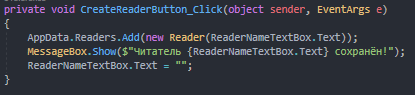 private void CreateReaderButton_Click(object sender, EventArgs e)
{
AppData.Readers.Add(new Reader(ReaderNameTextBox.Text));
MessageBox.Show($"Читатель {ReaderNameTextBox.Text} сохранён!");
ReaderNameTextBox.Text = "";
}